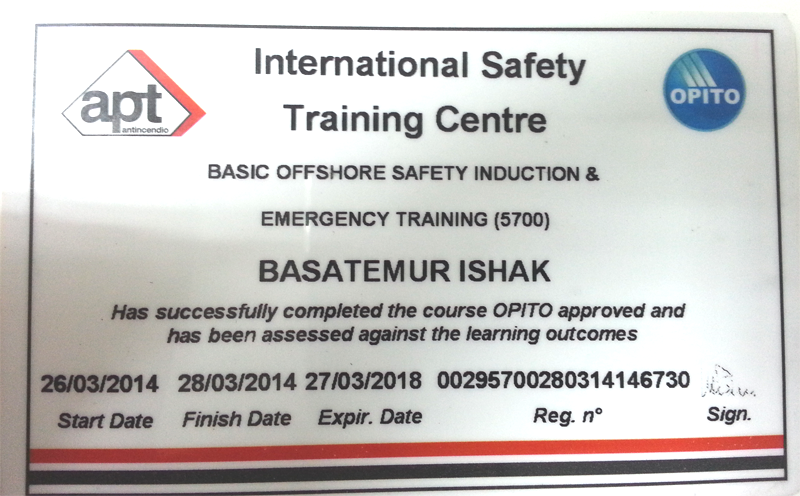 apt
antincendio
International Safety
Training Centre
OPITO
BASIC OFFSHORE SAFETY INDUCTION &
EMERGENCY TRAINING (5700)
BASATEMUR ISHAK
Has successfully completed the course OPITO approved and
has been assessed against the learning outcomes
26/03/2014 28/03/2014 27/03/2018 00295700280314146730
Start Date Finish Date Expir. Date Reg. n° Sign.